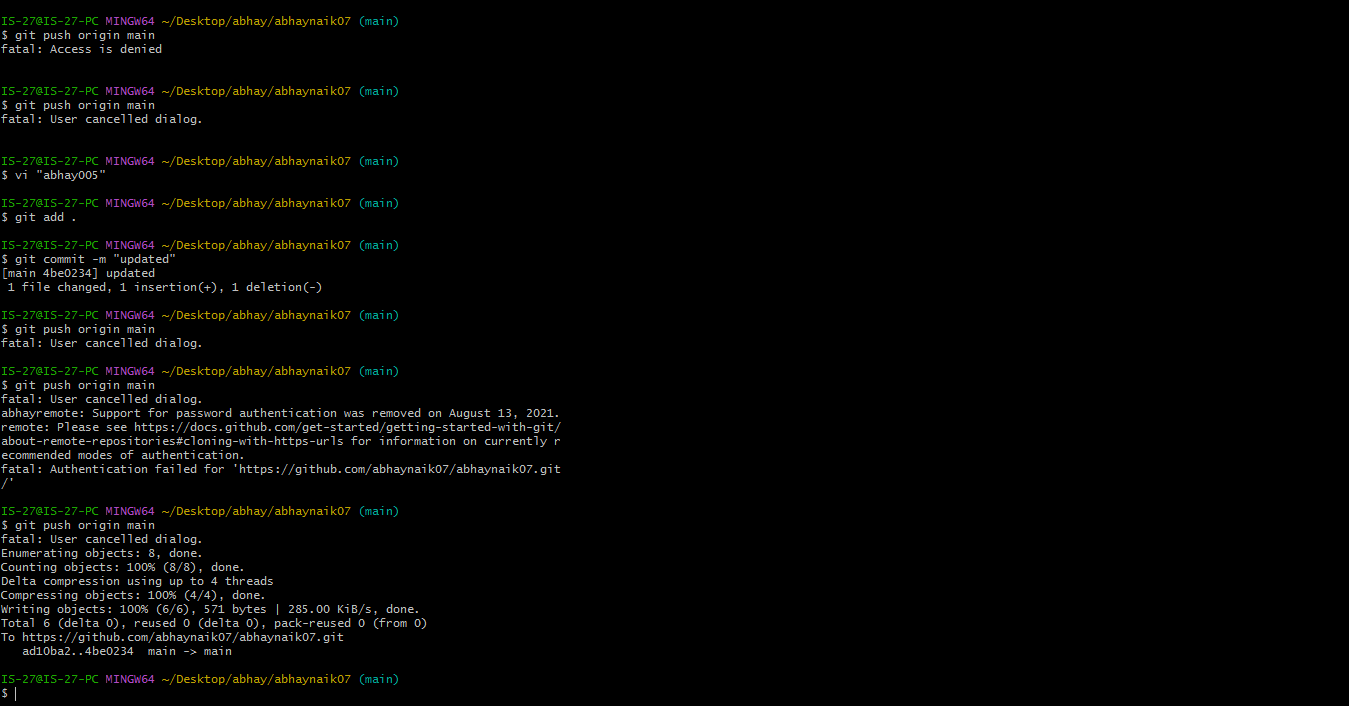 IS-27@IS-27-PC MINGW64 ~/Desktop/abhay/abhaynaik07 (main)
$ git push origin main
fatal: Access is denied
IS-27@IS-27-PC MINGW64 ~/Desktop/abhay/abhaynaik07 (main)
$ git push origin main
fatal: User cancelled dialog.
IS-27@IS-27-PC MINGW64 ~/Desktop/abhay/abhaynaik07 (main)
$ vi "abhay005"
IS-27@IS-27-PC MINGW64 ~/Desktop/abhay/abhaynaik07 (main)
$ git add .
IS-27@IS-27-PC MINGW64 ~/Desktop/abhay/abhaynaik07 (main)
$ git commit -m "updated"
[main 4be0234] updated
 1 file changed, 1 insertion(+), 1 deletion(-)
IS-27@IS-27-PC MINGW64 ~/Desktop/abhay/abhaynaik07 (main)
$ git push origin main
fatal: User cancelled dialog.
IS-27@IS-27-PC MINGW64 ~/Desktop/abhay/abhaynaik07 (main)
$ git push origin main
fatal: User cancelled dialog.
abhayremote: Support for password authentication was removed on August 13, 2021.
remote: Please see https://docs.github.com/get-started/getting-started-with-git/
about-remote-repositories#cloning-with-https-urls for information on currently r
ecommended modes of authentication.
fatal: Authentication failed for 'https://github.com/abhaynaik07/abhaynaik07.git
/'
IS-27@IS-27-PC MINGW64 ~/Desktop/abhay/abhaynaik07 (main)
$ git push origin main
fatal: User cancelled dialog.
Enumerating objects: 8, done.
Counting objects: 100% (8/8), done.
Delta compression using up to 4 threads
Compressing objects: 100% (4/4), done.
Writing objects: 100% (6/6), 571 bytes | 285.00 KiB/s, done.
Total 6 (delta 0), reused 0 (delta 0), pack-reused 0 (from 0)
To https://github.com/abhaynaik07/abhaynaik07.git
   ad10ba2..4be0234  main -> main
IS-27@IS-27-PC MINGW64 ~/Desktop/abhay/abhaynaik07 (main)
$